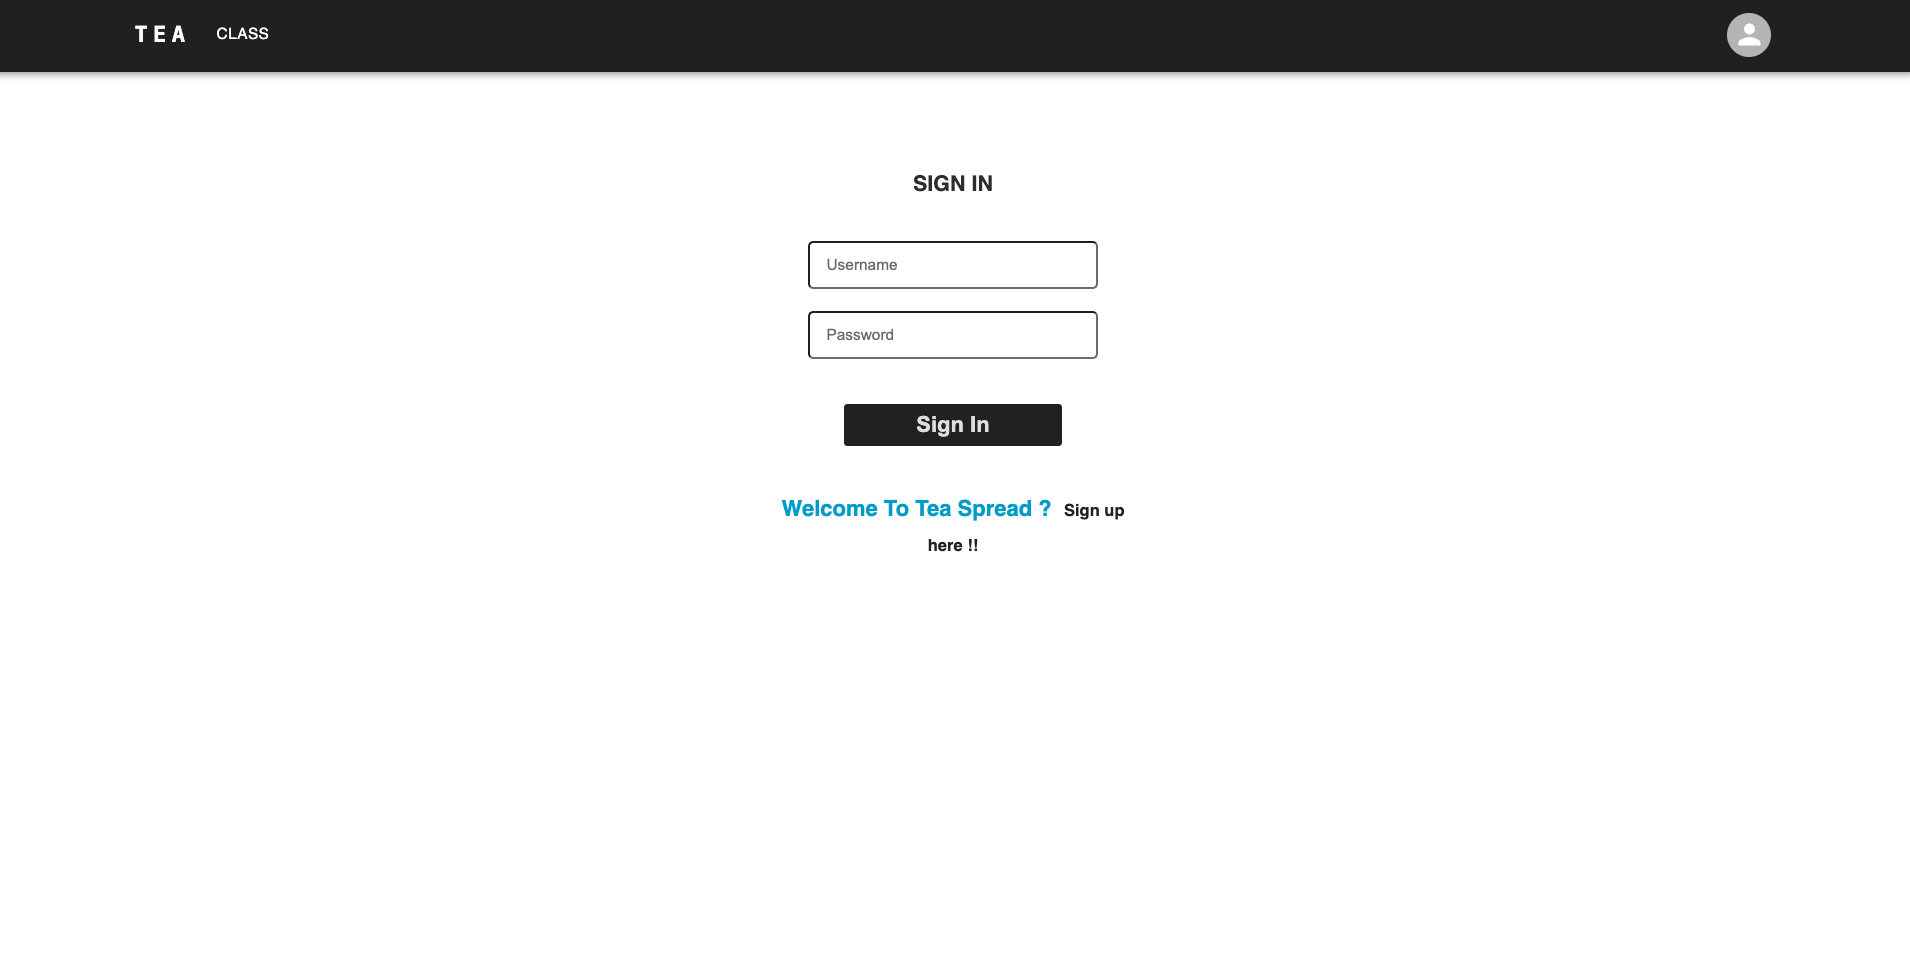 TEA CLASS
SIGN IN
Username
Password
Sign In
Welcome To Tea Spread ? Sign up
here !!